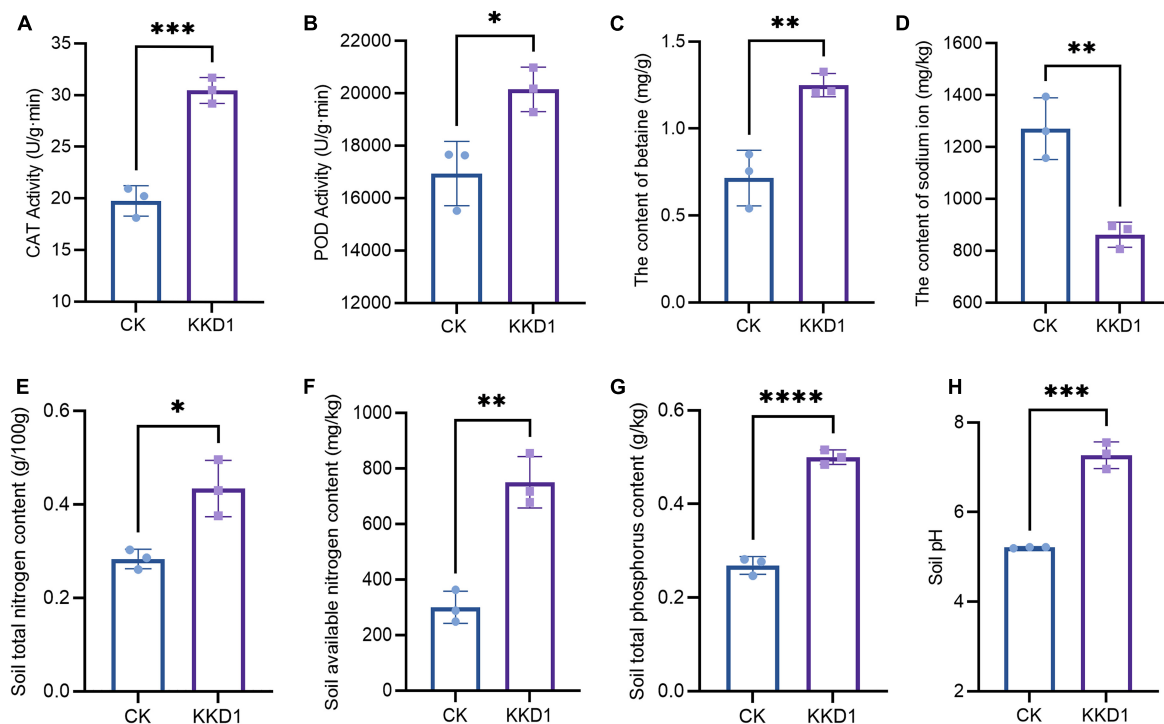 A
***
CAT Activity (U/g·min)
35
30
25
20
15
10
CK
KKD1
B
*
POD Activity (U/g·min)
22000
20000
18000
16000
14000
12000
CK
KKD1
C
**
The content of betaine (mg/g)
1.5
1.0
0.5
0.0
CK
KKD1
D
**
The content of sodium ion (mg/kg)
1600
1400
1200
1000
800
600
CK
KKD1
E
*
Soil total nitrogen content (g/100g)
0.6
0.4
0.2
0.0
CK
KKD1
F
**
Soil available nitrogen content (mg/kg)
1000
800
600
400
200
0
CK
KKD1
G
****
Soil total phosphorus content (g/kg)
0.6
0.4
0.2
0.0
CK
KKD1
H
***
Soil pH
8
6
4
2
CK
KKD1